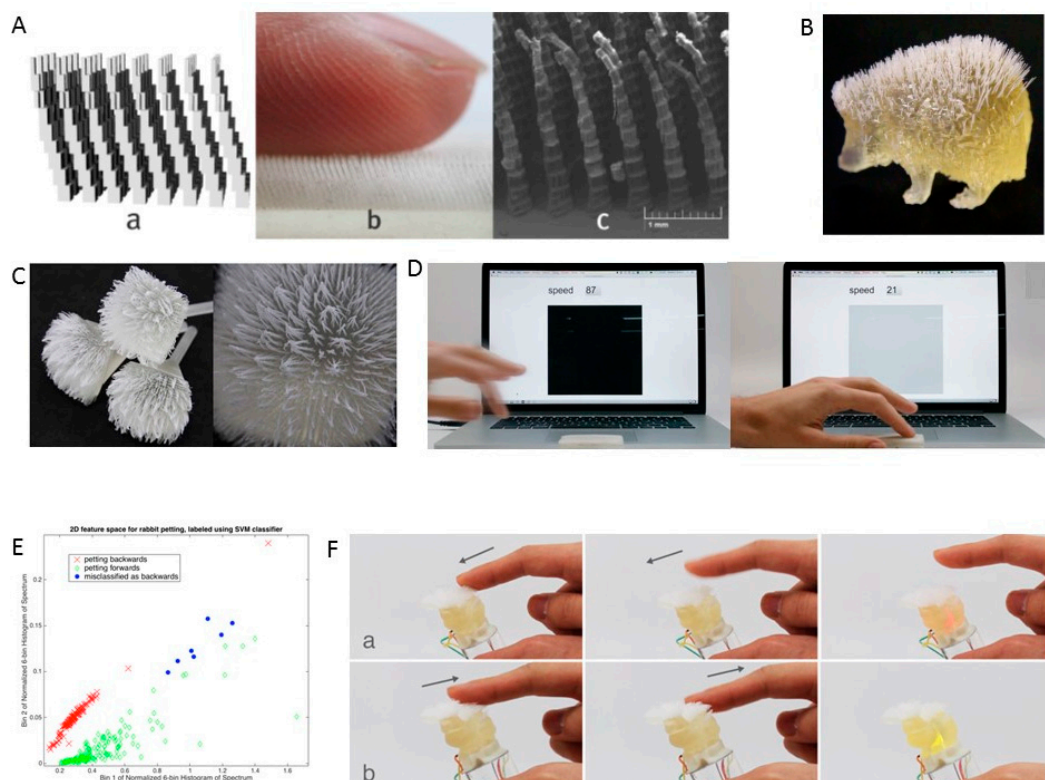 A
a
b
c
1 mm
B
C
D
speed 87
speed 21
E
2D feature space for rabbit petting, labeled using SVM classifier
petting backwards
petting forwards
misclassified as backwards
Bin 2 of Normalized 6-bin Histogram of Spectrum
0.2
0.15
0.1
0.05
0
0.2 0.4 0.6 0.8 1 1.2 1.4 1.6
Bin 1 of Normalized 6-bin Histogram of Spectrum
F
a
b